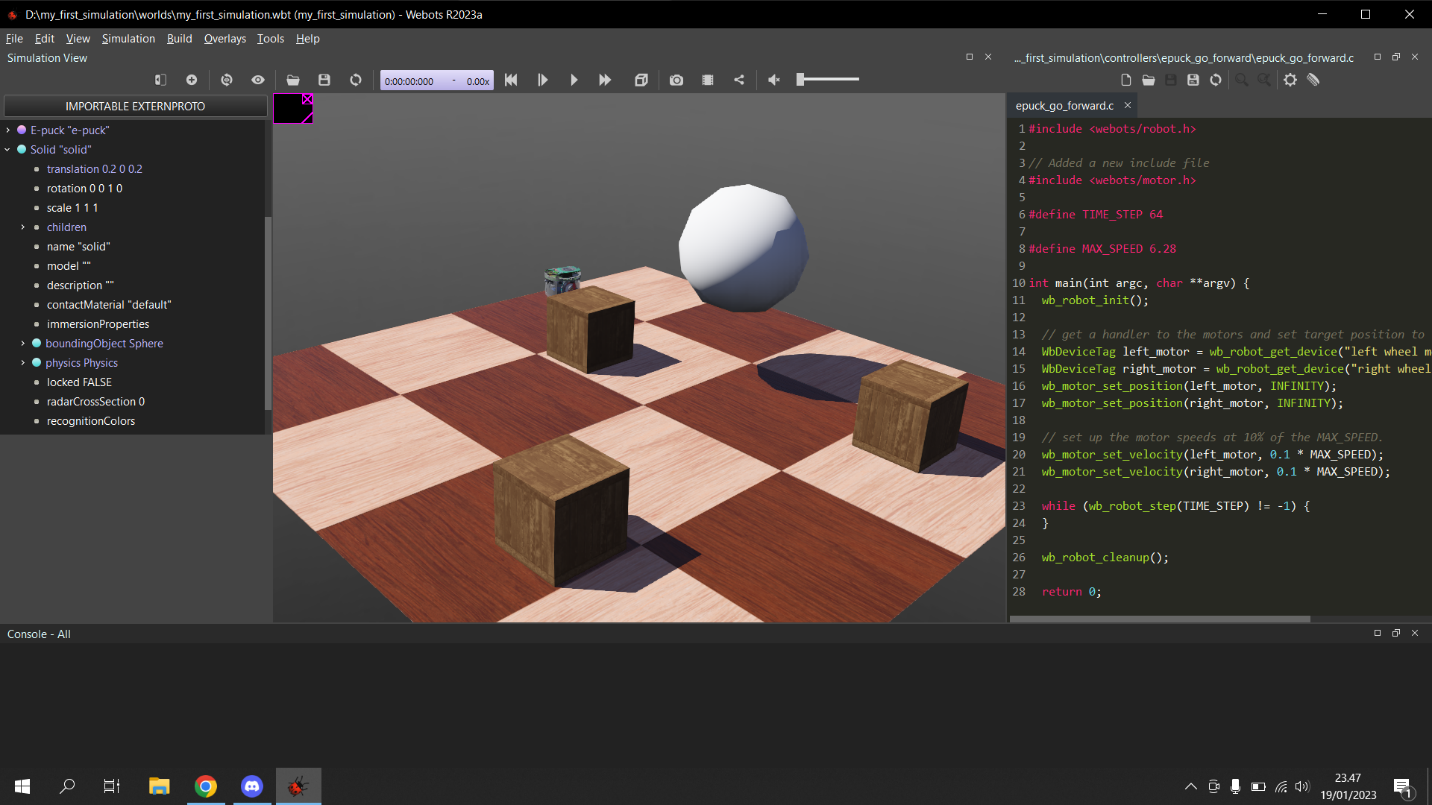 D:\my_first_simulation\worlds\my_first_simulation.wbt (my_first_simulation) - Webots R2023a
File Edit View Simulation Build Overlays Tools Help
Simulation View
0:00:00:000 - 0.00x
IMPORTABLE EXTERNPROTO
E-puck "e-puck"
Solid "solid"
translation 0.2 0 0.2
rotation 0 0 1 0
scale 1 1 1
children
name "solid"
model ""
description ""
contactMaterial "default"
immersionProperties
boundingObject Sphere
physics Physics
locked FALSE
radarCrossSection 0
recognitionColors
..._first_simulation\controllers\epuck_go_forward\epuck_go_forward.c
epuck_go_forward.c
1 #include <webots/robot.h>
2
3 // Added a new include file
4 #include <webots/motor.h>
5
6 #define TIME_STEP 64
7
8 #define MAX_SPEED 6.28
9
10 int main(int argc, char **argv) {
11 wb_robot_init();
12
13 // get a handler to the motors and set target position to
14 WbDeviceTag left_motor = wb_robot_get_device("left wheel m
15 WbDeviceTag right_motor = wb_robot_get_device("right wheel
16 wb_motor_set_position(left_motor, INFINITY);
17 wb_motor_set_position(right_motor, INFINITY);
18
19 // set up the motor speeds at 10% of the MAX_SPEED.
20 wb_motor_set_velocity(left_motor, 0.1 * MAX_SPEED);
21 wb_motor_set_velocity(right_motor, 0.1 * MAX_SPEED);
22
23 while (wb_robot_step(TIME_STEP) != -1) {
24 }
25
26 wb_robot_cleanup();
27
28 return 0;
Console - All
23.47
19/01/2023
1